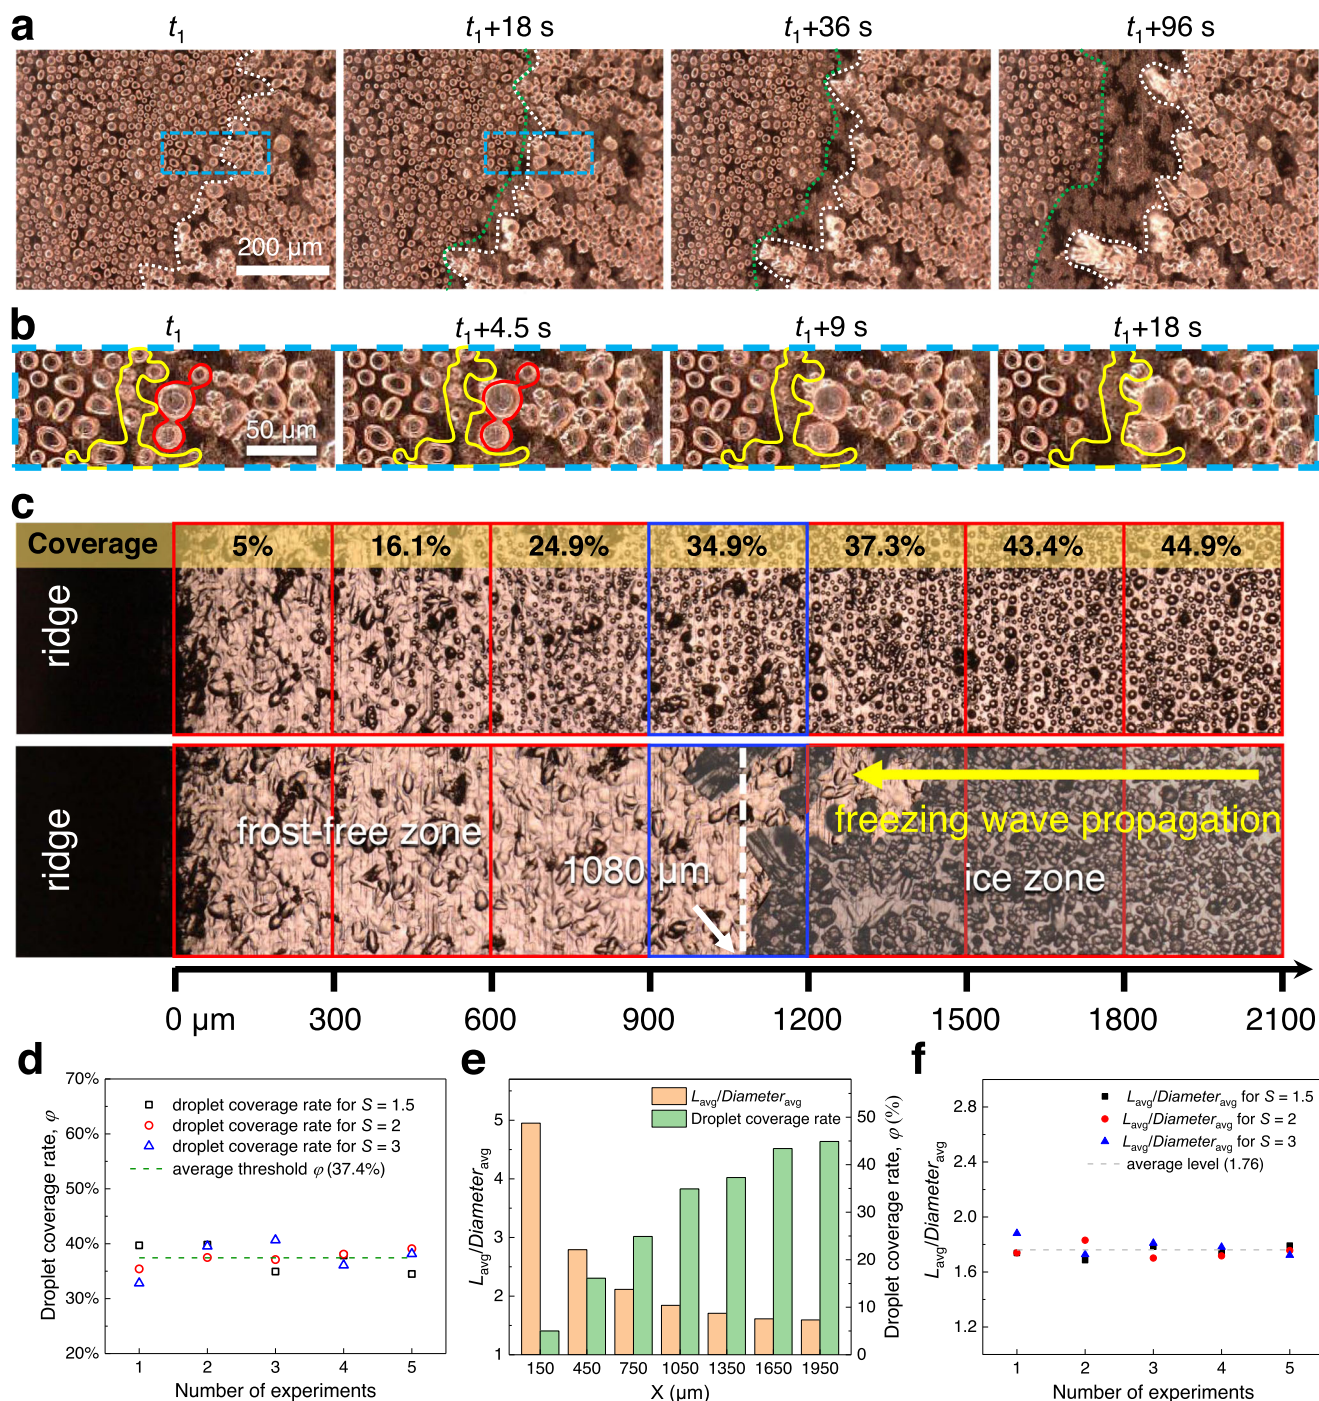 a
t1 t1+18 s t1+36 s t1+96 s
200 μm
b
t1 t1+4.5 s t1+9 s t1+18 s
50 μm
c
Coverage 5% 16.1% 24.9% 34.9% 37.3% 43.4% 44.9%
ridge
ridge
freezing wave propagation
frost-free zone
1080 μm
ice zone
0 μm 300 600 900 1200 1500 1800 2100
d
70%
60%
50%
40%
30%
20%
Droplet coverage rate, φ
droplet coverage rate for S = 1.5
droplet coverage rate for S = 2
droplet coverage rate for S = 3
average threshold φ (37.4%)
1 2 3 4 5
Number of experiments
e
5
4
3
2
1
Lavg/Diameteravg
Lavg/Diameteravg
Droplet coverage rate
50
40
30
20
10
0
Droplet coverage rate, φ (%)
150 450 750 1050 1350 1650 1950
X (μm)
f
2.8
2.4
2.0
1.6
1.2
Lavg/Diameteravg
Lavg/Diameteravg for S = 1.5
Lavg/Diameteravg for S = 2
Lavg/Diameteravg for S = 3
average level (1.76)
1 2 3 4 5
Number of experiments